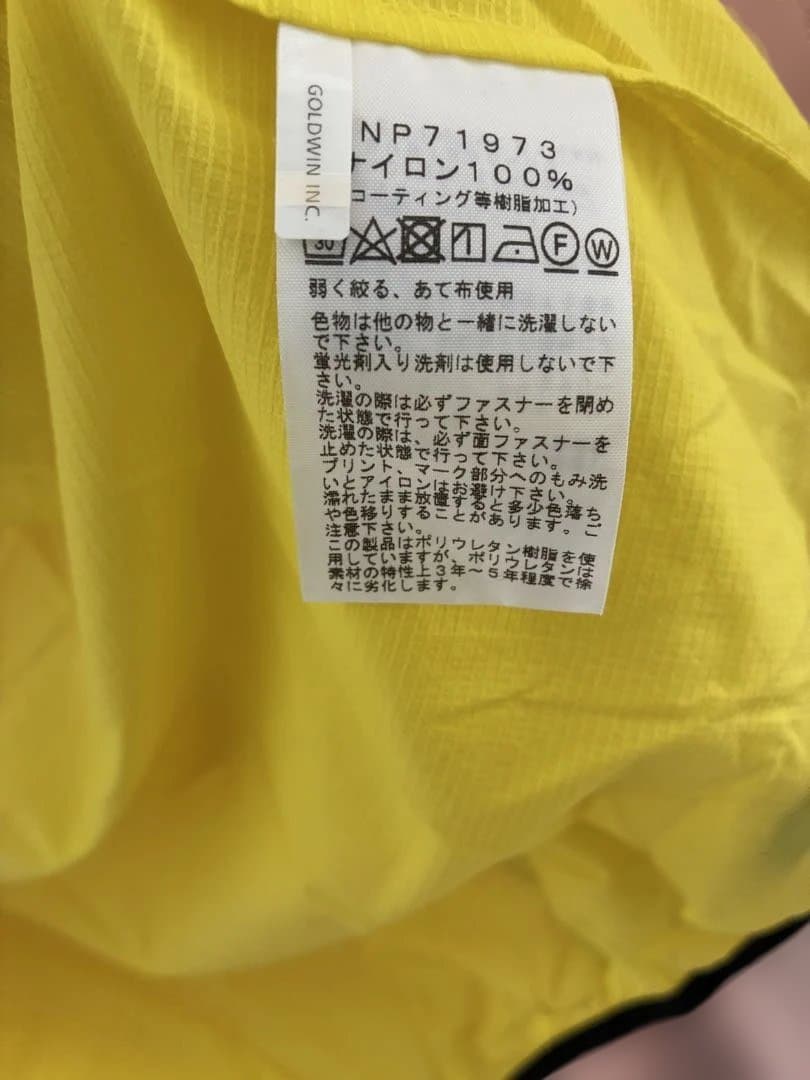 GOLDWIN INC.
NP71973
ナイロン100%
コーティング等樹脂加工)
30
F
W
弱く絞る、あて布使用
色物は他の物と一緒に洗濯しない
で下さい。
蛍光剤入り洗剤は使用しないで下
さい。
洗濯の際は必ずファスナーを閉め
た状態で行って下さい。
洗濯の際は、必ず面ファスナーを
止めた状態で行って下さい。
プリント、マーク部分へのもみ洗
いとアイロンはお避け下さい。
濡れたまま放置すると多少色落ち
や色移りすることがあります。ご
注意下さい。
この製品はポリウレタン樹脂を使
用していますが、ポリウレタンは
素材の特性上3年～5年程度で徐
々に劣化します。